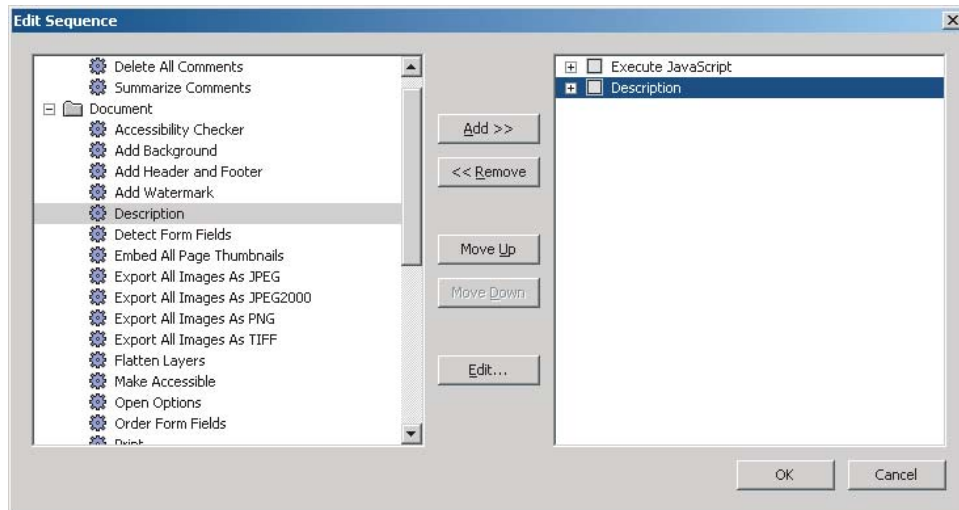 Edit Sequence
Delete All Comments
Summarize Comments
Document
Accessibility Checker
Add Background
Add Header and Footer
Add Watermark
Description
Detect Form Fields
Embed All Page Thumbnails
Export All Images As JPEG
Export All Images As JPEG2000
Export All Images As PNG
Export All Images As TIFF
Flatten Layers
Make Accessible
Open Options
Order Form Fields
Print
Add >>
<< Remove
Move Up
Move Down
Edit...
Execute JavaScript
Description
OK
Cancel